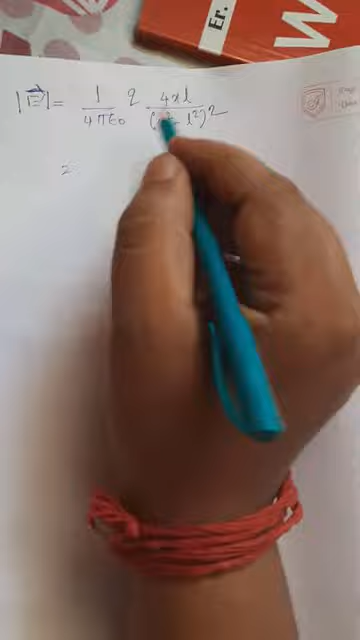 Er.
W
|E⃗| = 1/4πε₀ q 4xl/(x² - l²)²
=